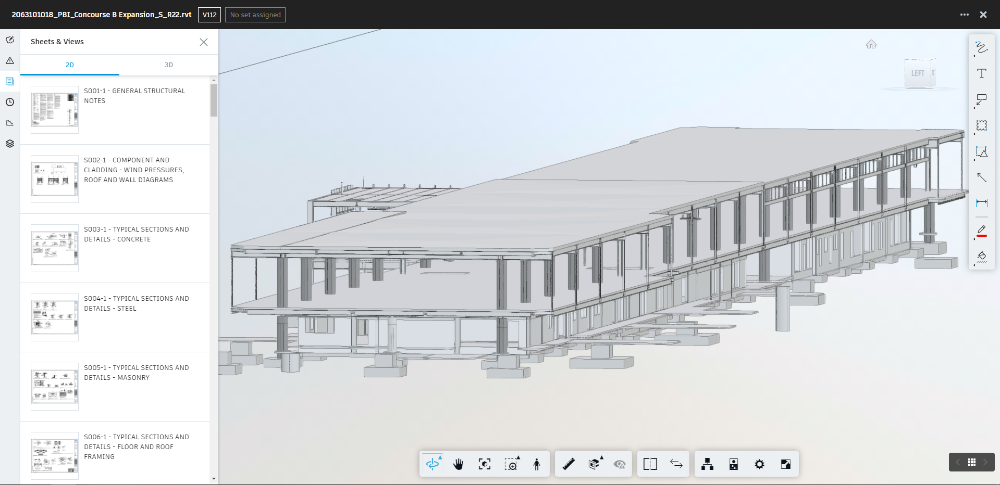 2063101018_PBI_Concourse B Expansion_S_R22.rvt V112 No set assigned
Sheets & Views
2D 3D
S001-1 - GENERAL STRUCTURAL
NOTES
S002-1 - COMPONENT AND
CLADDING - WIND PRESSURES,
ROOF AND WALL DIAGRAMS
S003-1 - TYPICAL SECTIONS AND
DETAILS - CONCRETE
S004-1 - TYPICAL SECTIONS AND
DETAILS - STEEL
S005-1 - TYPICAL SECTIONS AND
DETAILS - MASONRY
S006-1 - TYPICAL SECTIONS AND
DETAILS - FLOOR AND ROOF
FRAMING
LEFT